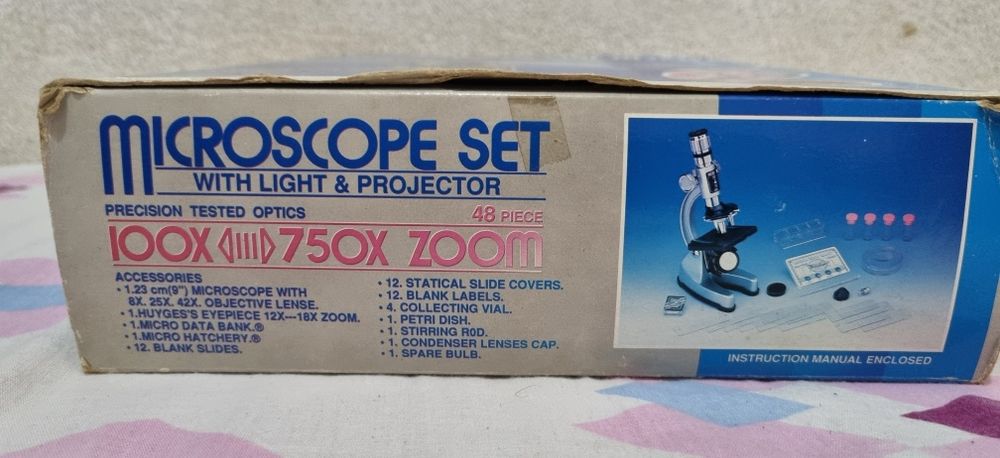 MICROSCOPE SET
WITH LIGHT & PROJECTOR
PRECISION TESTED OPTICS
48 PIECE
100X 750X ZOOM
ACCESSORIES
• 1.23 cm(9") MICROSCOPE WITH
8X. 25X. 42X. OBJECTIVE LENSE.
• 1.HUYGES'S EYEPIECE 12X---18X ZOOM.
• 1.MICRO DATA BANK.®
• 1.MICRO HATCHERY.®
• 12. BLANK SLIDES.
• 12. STATICAL SLIDE COVERS.
• 12. BLANK LABELS.
• 4. COLLECTING VIAL.
• 1. PETRI DISH.
• 1. STIRRING ROD.
• 1. CONDENSER LENSES CAP.
• 1. SPARE BULB.
INSTRUCTION MANUAL ENCLOSED